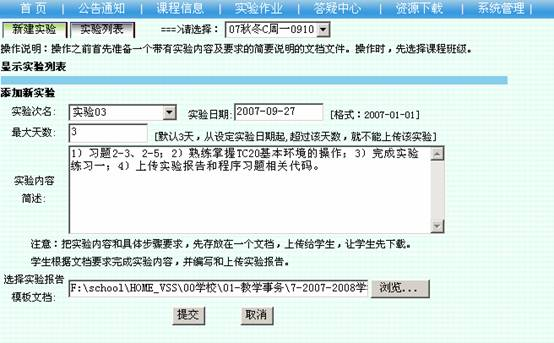 首 页 | 公告通知 | 课程信息 | 实验作业 | 答疑中心 | 资源下载 | 系统管理 |
新建实验 实验列表 ===>请选择： 07秋冬C周一0910
操作说明：操作之前首先准备一个带有实验内容及要求的简要说明的文档文件。操作时，先选择课程班级。
显示实验列表
添加新实验
实验次名: 实验03 实验日期: 2007-09-27 [格式：2007-01-01]
最大天数: 3 [默认3天，从设定实验日期起,超过该天数，就不能上传该实验]
实验内容简述:
1) 习题2-3、2-5；2) 熟练掌握TC20基本环境的操作；3) 完成实验
练习一；4) 上传实验报告和程序习题相关代码。
注意：把实验内容和具体步骤要求，先存放在一个文档，上传给学生，让学生先下载。
学生根据文档要求完成实验内容，并编写和上传实验报告。
选择实验报告
模板文档: F:\school\HOME_VSS\00学校\01-教学事务\7-2007-2008学 浏览...
提交 取消